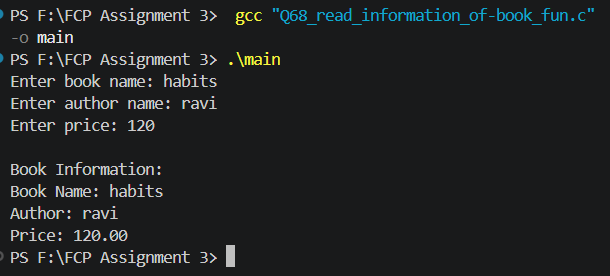 PS F:\FCP Assignment 3>  gcc "Q68_read_information_of-book_fun.c"
-o main
PS F:\FCP Assignment 3> .\main
Enter book name: habits
Enter author name: ravi
Enter price: 120

Book Information:
Book Name: habits
Author: ravi
Price: 120.00
PS F:\FCP Assignment 3>